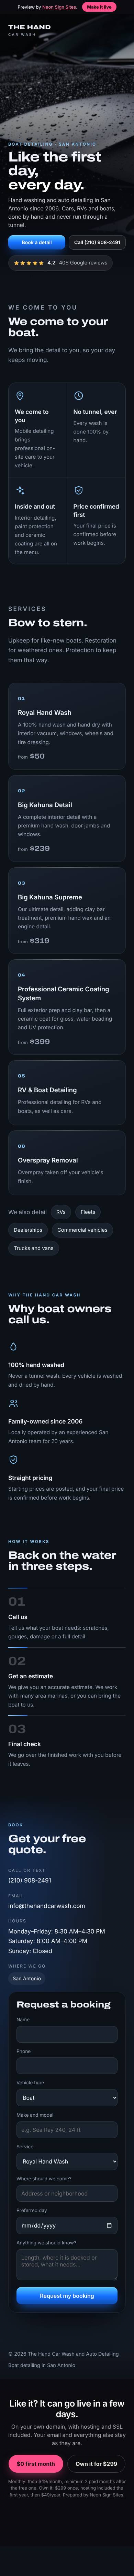 Preview by Neon Sign Sites.
Make it live
THE HAND
CAR WASH
BOAT DETAILING · SAN ANTONIO
Like the first
day,
every day.
Hand washing and auto detailing in San
Antonio since 2006. Cars, RVs and boats,
done by hand and never run through a
tunnel.
Book a detail
Call (210) 908-2491
★★★★★ 4.2 408 Google reviews
WE COME TO YOU
We come to your
boat.
We bring the detail to you, so your day
keeps moving.
We come to
you
Mobile detailing
brings
professional on-
site care to your
vehicle.
No tunnel, ever
Every wash is
done 100% by
hand.
Inside and out
Interior detailing,
paint protection
and ceramic
coating are all on
the menu.
Price confirmed
first
Your final price is
confirmed before
work begins.
SERVICES
Bow to stern.
Upkeep for like-new boats. Restoration
for weathered ones. Protection to keep
them that way.
01
Royal Hand Wash
A 100% hand wash and hand dry with
interior vacuum, windows, wheels and
tire dressing.
from $50
02
Big Kahuna Detail
A complete interior detail with a
premium hand wash, door jambs and
windows.
from $239
03
Big Kahuna Supreme
Our ultimate detail, adding clay bar
treatment, premium hand wax and an
engine detail.
from $319
04
Professional Ceramic Coating
System
Full exterior prep and clay bar, then a
ceramic coat for gloss, water beading
and UV protection.
from $399
05
RV & Boat Detailing
Professional detailing for RVs and
boats, as well as cars.
06
Overspray Removal
Overspray taken off your vehicle's
finish.
We also detail
RVs
Fleets
Dealerships
Commercial vehicles
Trucks and vans
WHY THE HAND CAR WASH
Why boat owners
call us.
100% hand washed
Never a tunnel wash. Every vehicle is washed
and dried by hand.
Family-owned since 2006
Locally operated by an experienced San
Antonio team for 20 years.
Straight pricing
Starting prices are posted, and your final price
is confirmed before work begins.
HOW IT WORKS
Back on the water
in three steps.
01
Call us
Tell us what your boat needs: scratches,
gouges, damage or a full detail.
02
Get an estimate
We give you an accurate estimate. We work
with many area marinas, or you can bring the
boat to us.
03
Final check
We go over the finished work with you before
it leaves.
BOOK
Get your free
quote.
CALL OR TEXT
(210) 908-2491
EMAIL
info@thehandcarwash.com
HOURS
Monday–Friday: 8:30 AM–4:30 PM
Saturday: 8:00 AM–4:00 PM
Sunday: Closed
WHERE WE GO
San Antonio
Request a booking
Name
Phone
Vehicle type
Boat
Make and model
e.g. Sea Ray 240, 24 ft
Service
Royal Hand Wash
Where should we come?
Address or neighborhood
Preferred day
mm/dd/yyyy
Anything we should know?
Length, where it is docked or
stored, what it needs...
Request my booking
© 2026 The Hand Car Wash and Auto Detailing
Boat detailing in San Antonio
Like it? It can go live in a few
days.
On your own domain, with hosting and SSL
included. Your email and everything else stay
as they are.
$0 first month
Own it for $299
Monthly: then $49/month, minimum 2 paid months after
the free one. Own it: $299 once, hosting included the
first year, then $49/year. Prepared by Neon Sign Sites.